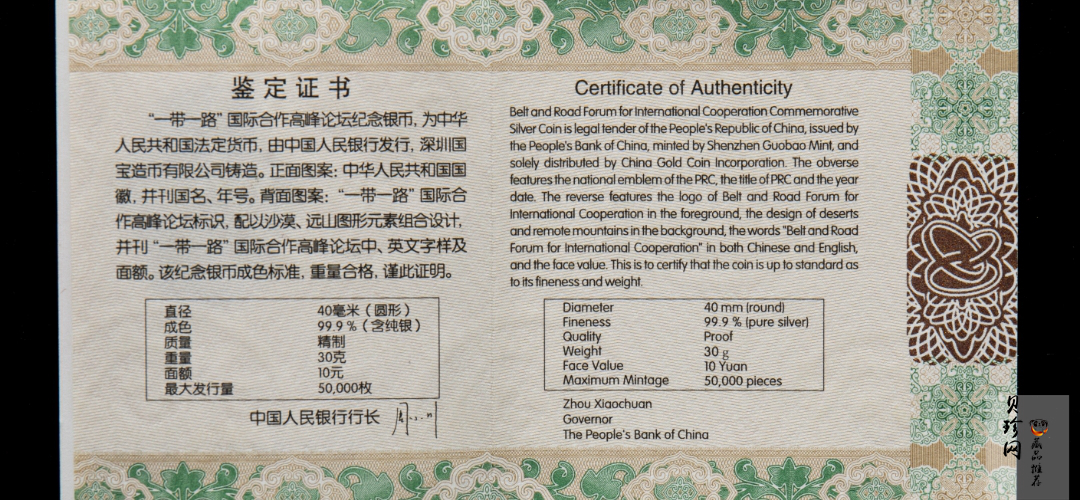 鉴定证书
“一带一路”国际合作高峰论坛纪念银币，为中华
人民共和国法定货币，由中国人民银行发行，深圳国
宝造币有限公司铸造。正面图案：中华人民共和国国
徽，并刊国名、年号。背面图案：“一带一路”国际合
作高峰论坛标识，配以沙漠、远山图形元素组合设计，
并刊“一带一路”国际合作高峰论坛中、英文字样及
面额。该纪念银币成色标准，重量合格，谨此证明。
直径 40毫米（圆形）
成色 99.9％（含纯银）
质量 精制
重量 30克
面额 10元
最大发行量 50,000枚
中国人民银行行长
Certificate of Authenticity
Belt and Road Forum for International Cooperation Commemorative
Silver Coin is legal tender of the People's Republic of China, issued by
the People's Bank of China, minted by Shenzhen Guobao Mint, and
solely distributed by China Gold Coin Incorporation. The obverse
features the national emblem of the PRC, the title of PRC and the year
date. The reverse features the logo of Belt and Road Forum for
International Cooperation in the foreground, the design of deserts
and remote mountains in the background, the words "Belt and Road
Forum for International Cooperation" in both Chinese and English,
and the face value. This is to certify that the coin is up to standard as
to its fineness and weight.
Diameter 40 mm (round)
Fineness 99.9 % (pure silver)
Quality Proof
Weight 30 g
Face Value 10 Yuan
Maximum Mintage 50,000 pieces
Zhou Xiaochuan
Governor
The People's Bank of China
贝珍网
藏品推荐